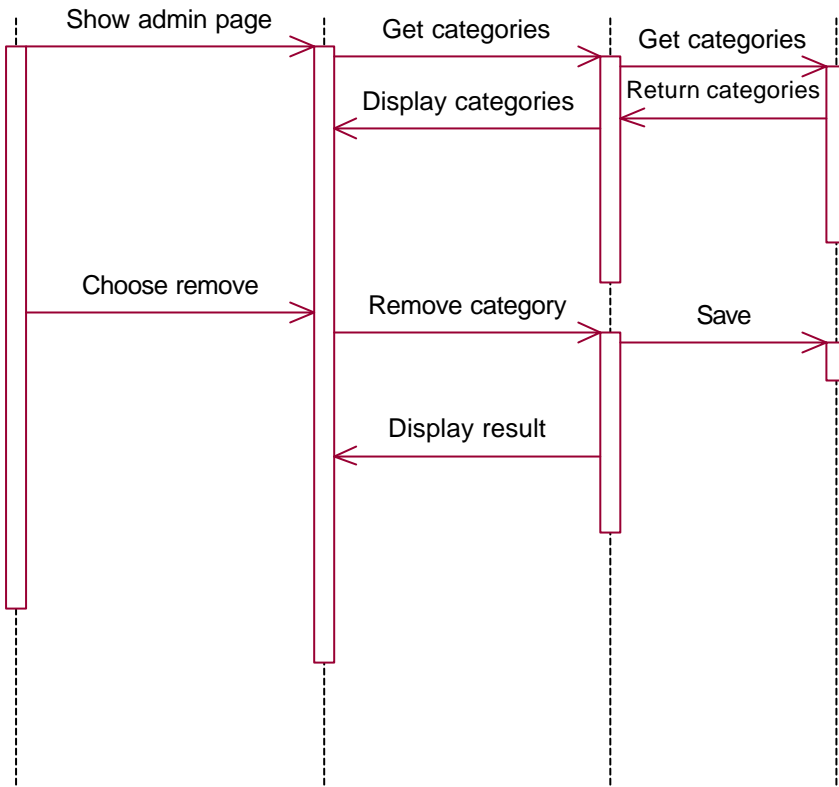 Show admin page
Get categories
Get categories
Return categories
Display categories
Choose remove
Remove category
Save
Display result